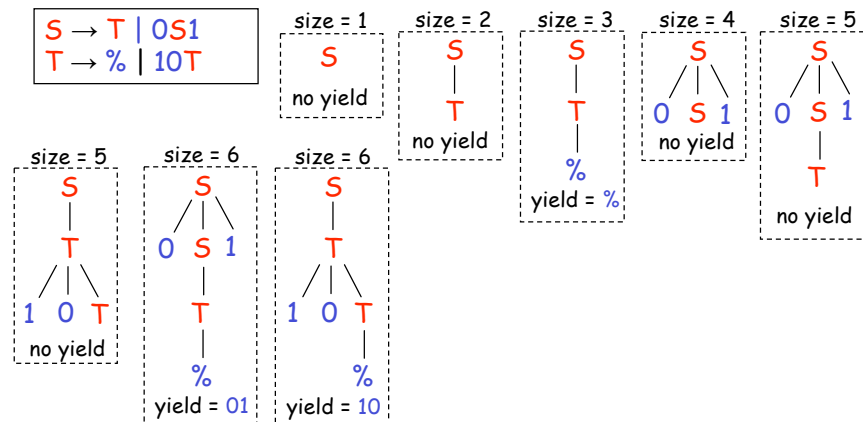 S → T | 0S1
T → % | 10T
size = 1
S
no yield
size = 2
S
T
no yield
size = 3
S
T
%
yield = %
size = 4
S
0 S 1
no yield
size = 5
S
0 S 1
T
no yield
size = 5
S
T
1 0 T
no yield
size = 6
S
0 S 1
T
%
yield = 01
size = 6
S
T
1 0 T
%
yield = 10